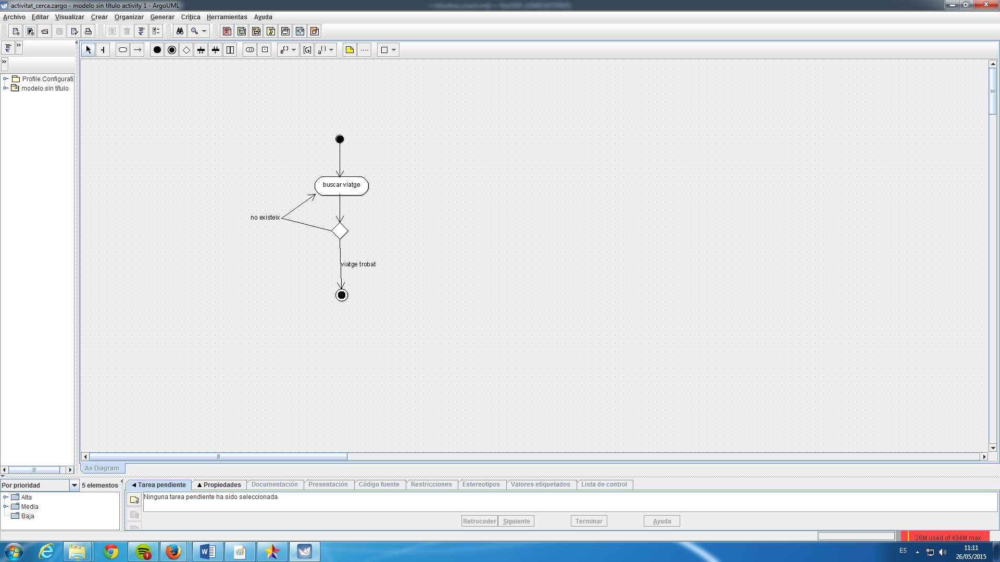 activitat_cerca.zargo - modelo sin título activity 1 - ArgoUML
Archivo Editar Visualizar Crear Organizar Generar Crítica Herramientas Ayuda
Profile Configurati
modelo sin título
buscar viatge
no existeix
viatge trobat
As Diagram
Por prioridad 5 elementos
Alta
Media
Baja
Tarea pendiente Propiedades Documentación Presentación Código fuente Restricciones Estereotipos Valores etiquetados Lista de control
Ninguna tarea pendiente ha sido seleccionada
Retroceder Siguiente Terminar Ayuda
26M used of 494M max
ES
11:11
26/05/2015